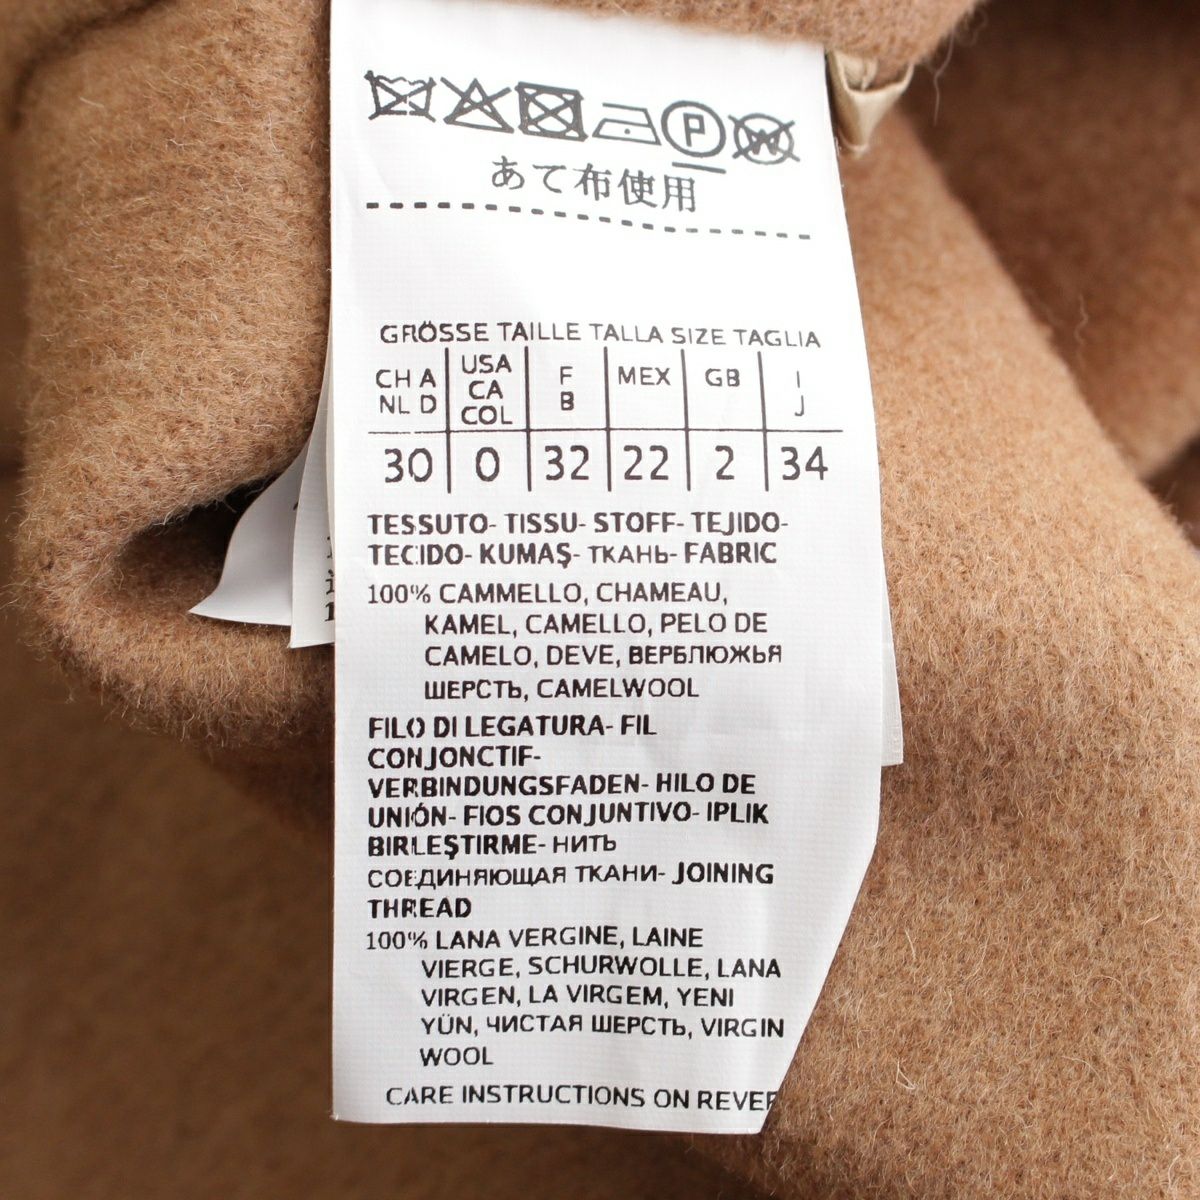 P W
あて布使用
GRÖSSE TAILLE TALLA SIZE TAGLIA
CH A NL D USA CA COL F B MEX GB I J
30 0 32 22 2 34
TESSUTO- TISSU- STOFF- TEJIDO-
TECIDO- KUMAŞ- ТКАНЬ- FABRIC
100% CAMMELLO, CHAMEAU,
KAMEL, CAMELLO, PELO DE
CAMELO, DEVE, ВЕРБЛЮЖЬЯ
ШЕРСТЬ, CAMELWOOL
FILO DI LEGATURA- FIL
CONJONCTIF-
VERBINDUNGSFADEN- HILO DE
UNIÓN- FIOS CONJUNTIVO- IPLIK
BIRLEŞTIRME- НИТЬ
СОЕДИНЯЮЩАЯ ТКАНИ- JOINING
THREAD
100% LANA VERGINE, LAINE
VIERGE, SCHURWOLLE, LANA
VIRGEN, LA VIRGEM, YENI
YÜN, ЧИСТАЯ ШЕРСТЬ, VIRGIN
WOOL
CARE INSTRUCTIONS ON REVER